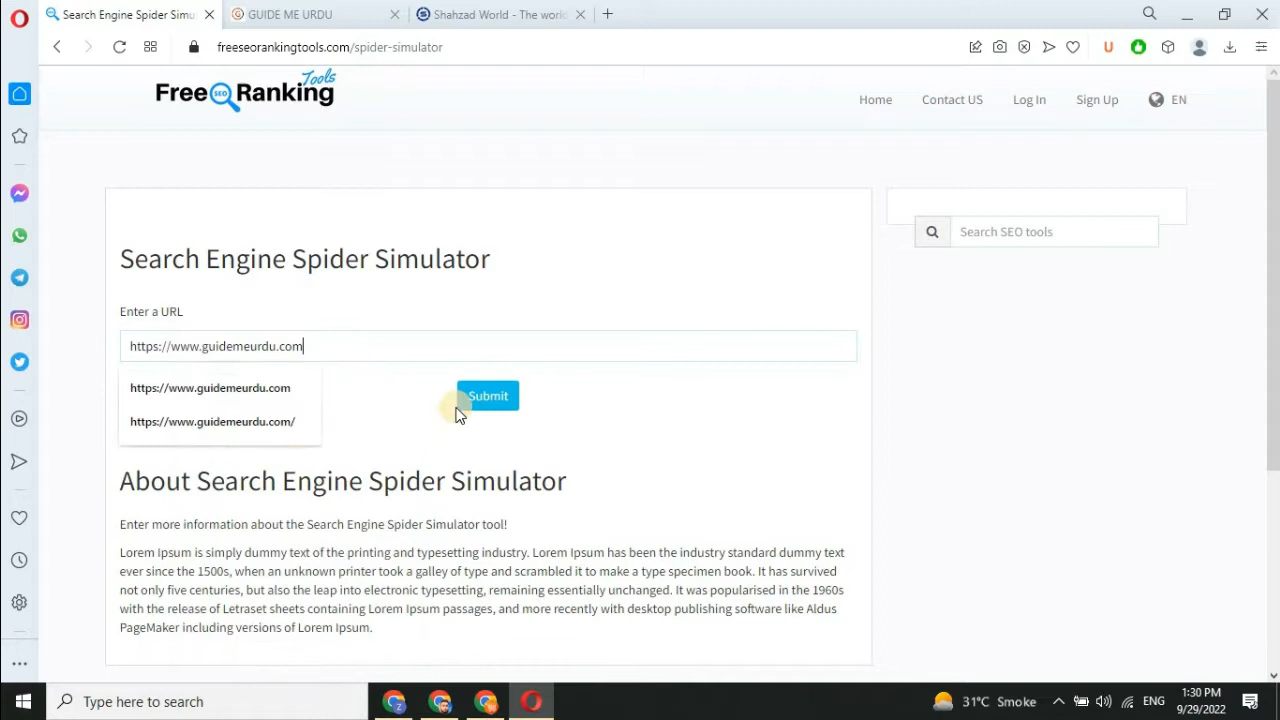 Search Engine Spider Simu
GUIDE ME URDU
Shahzad World - The world
freeseorankingtools.com/spider-simulator
Free SEO Ranking Tools
Home
Contact US
Log In
Sign Up
EN
Search SEO tools
Search Engine Spider Simulator
Enter a URL
https://www.guidemeurdu.com
https://www.guidemeurdu.com
https://www.guidemeurdu.com/
Submit
About Search Engine Spider Simulator
Enter more information about the Search Engine Spider Simulator tool!
Lorem Ipsum is simply dummy text of the printing and typesetting industry. Lorem Ipsum has been the industry standard dummy text
ever since the 1500s, when an unknown printer took a galley of type and scrambled it to make a type specimen book. It has survived
not only five centuries, but also the leap into electronic typesetting, remaining essentially unchanged. It was popularised in the 1960s
with the release of Letraset sheets containing Lorem Ipsum passages, and more recently with desktop publishing software like Aldus
PageMaker including versions of Lorem Ipsum.
Type here to search
31°C Smoke
ENG
1:30 PM
9/29/2022